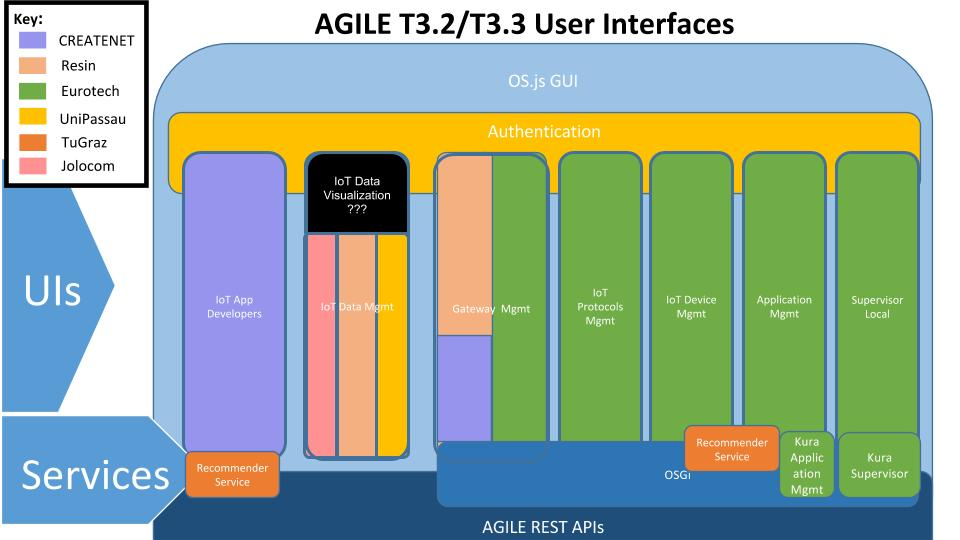 AGILE T3.2/T3.3 User Interfaces
Key:
CREATENET
Resin
Eurotech
UniPassau
TuGraz
Jolocom
OS.js GUI
Authentication
IoT Data
Visualization
???
UIs
IoT App
Developers
IoT Data Mgmt
Gateway Mgmt
IoT
Protocols
Mgmt
IoT Device
Mgmt
Application
Mgmt
Supervisor
Local
Services
Recommender
Service
OSGi
Recommender
Service
Kura
Applic
ation
Mgmt
Kura
Supervisor
AGILE REST APIs